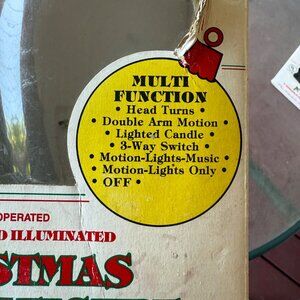 MULTI
FUNCTION
• Head Turns •
• Double Arm Motion •
• Lighted Candle •
• 3-Way Switch •
• Motion-Lights-Music •
• Motion-Lights Only •
• OFF •
OPERATED
ILLUMINATED